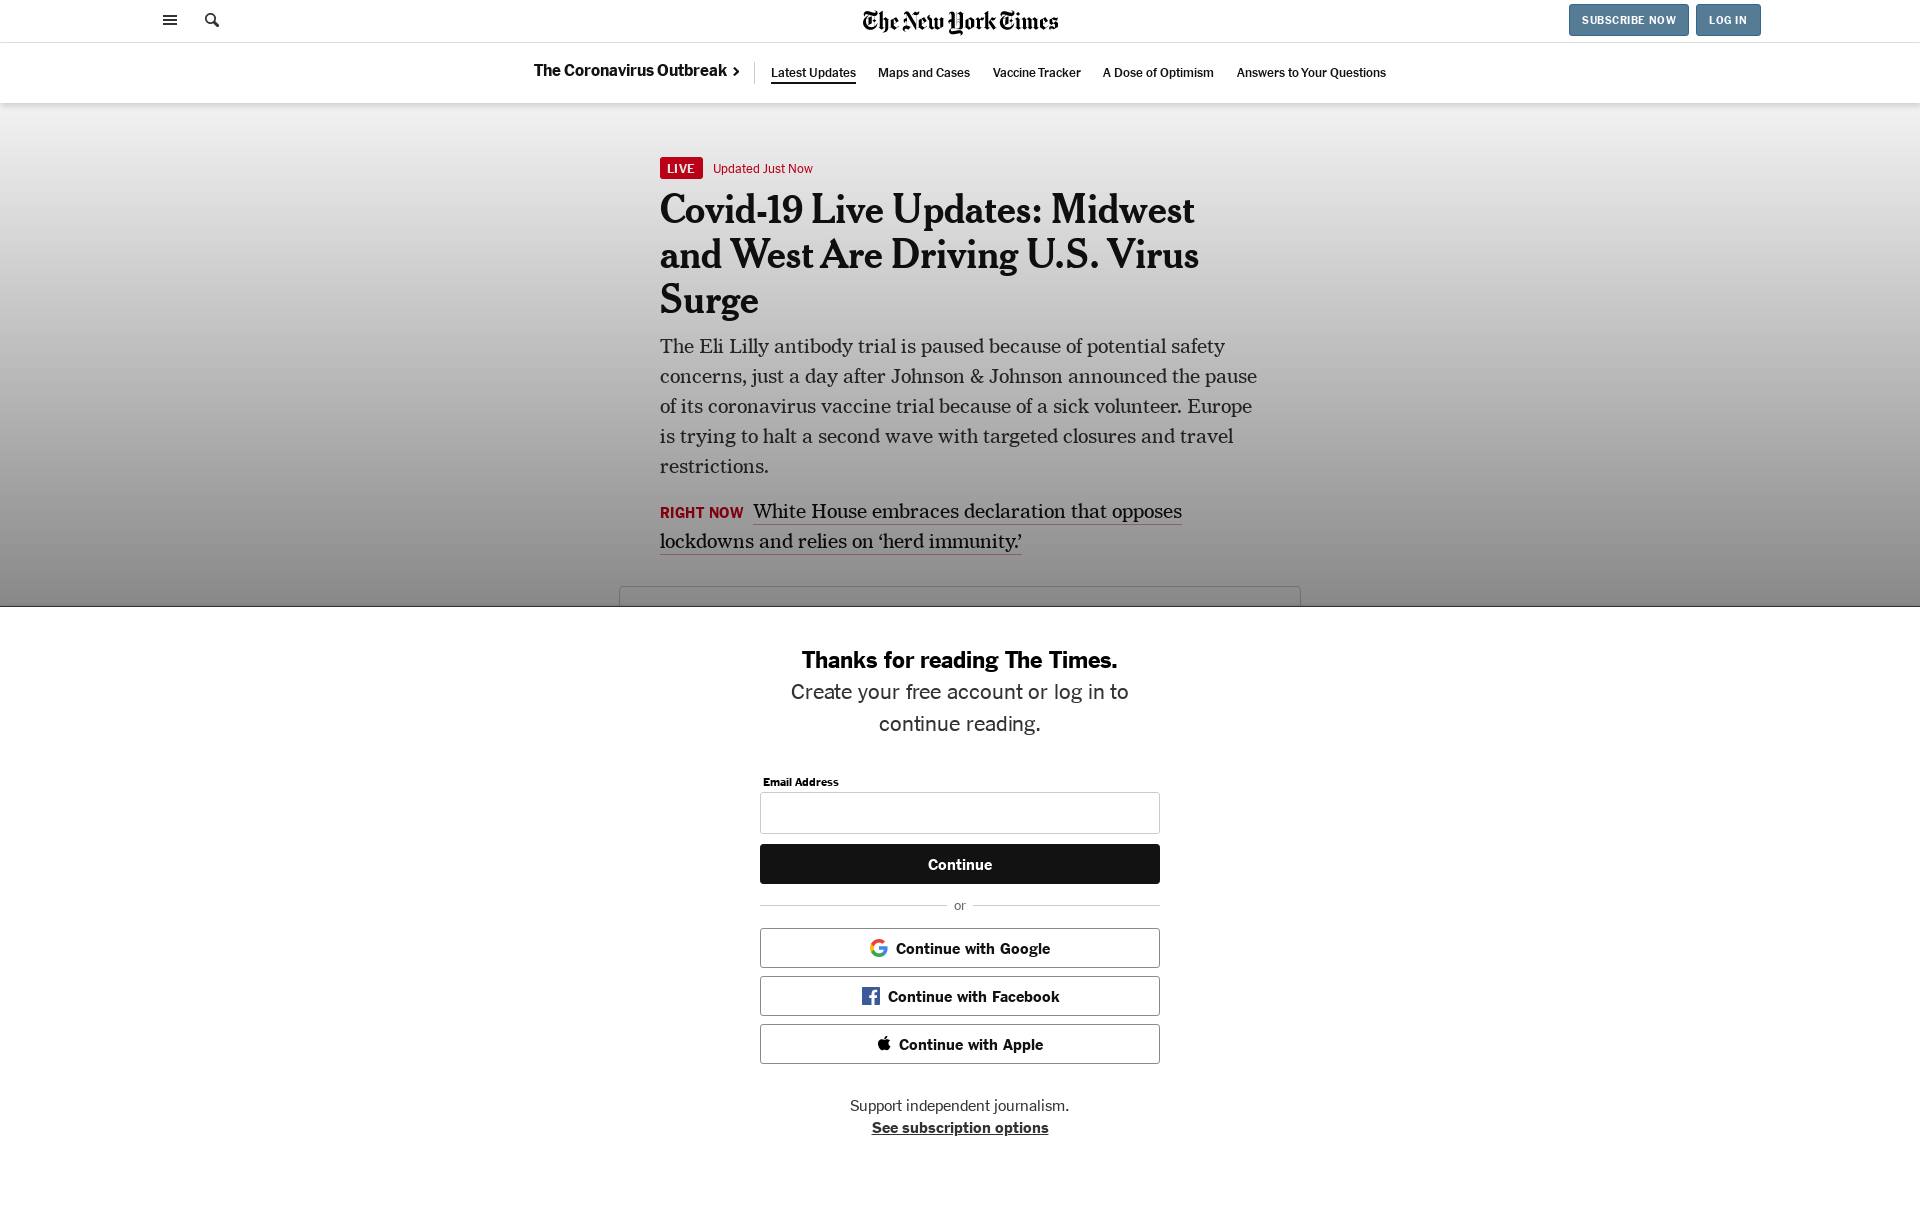 The New York Times
SUBSCRIBE NOW
LOG IN
The Coronavirus Outbreak
Latest Updates
Maps and Cases
Vaccine Tracker
A Dose of Optimism
Answers to Your Questions
LIVE Updated Just Now
Covid-19 Live Updates: Midwest
and West Are Driving U.S. Virus
Surge
The Eli Lilly antibody trial is paused because of potential safety
concerns, just a day after Johnson & Johnson announced the pause
of its coronavirus vaccine trial because of a sick volunteer. Europe
is trying to halt a second wave with targeted closures and travel
restrictions.
RIGHT NOW White House embraces declaration that opposes
lockdowns and relies on ‘herd immunity.’
Thanks for reading The Times.
Create your free account or log in to
continue reading.
Email Address
Continue
or
Continue with Google
Continue with Facebook
Continue with Apple
Support independent journalism.
See subscription options